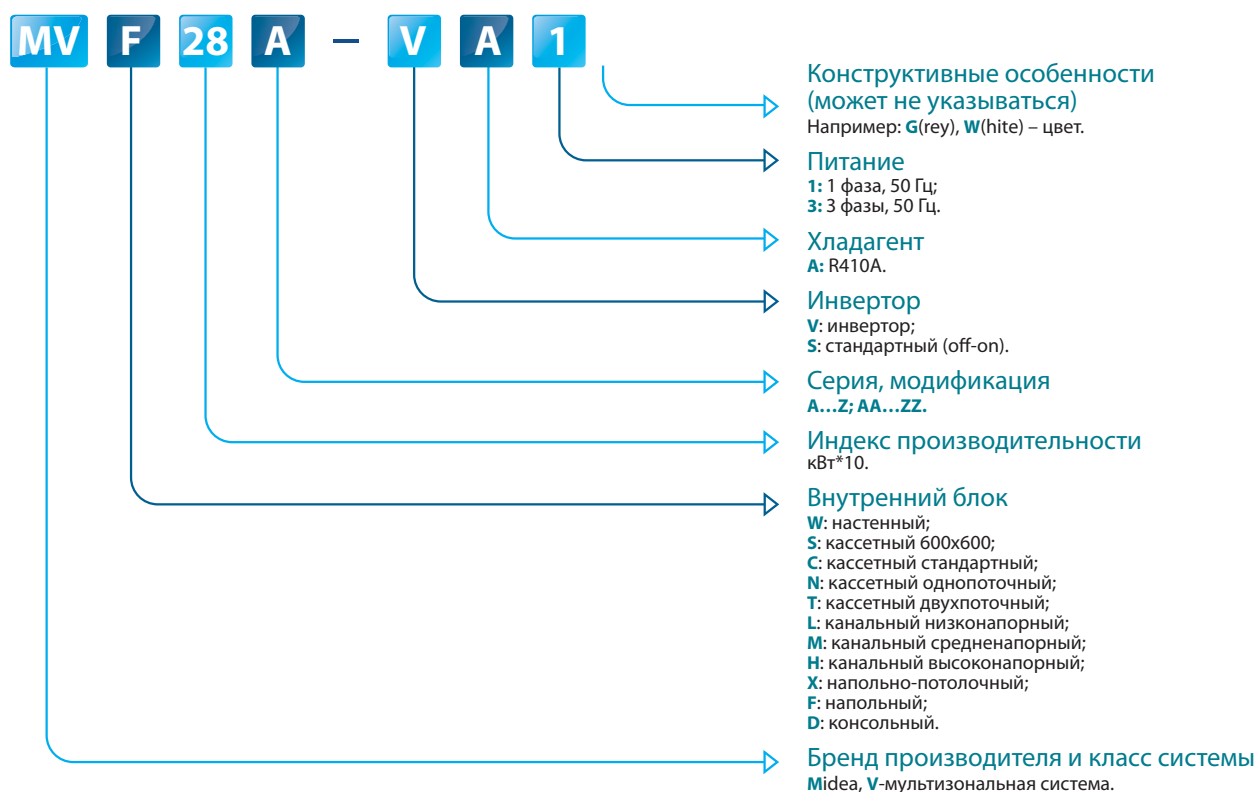 MV F 28 A – V A 1
Конструктивные особенности
(может не указываться)
Например: G(rey), W(hite) – цвет.
Питание
1: 1 фаза, 50 Гц;
3: 3 фазы, 50 Гц.
Хладагент
A: R410A.
Инвертор
V: инвертор;
S: стандартный (off-on).
Серия, модификация
A…Z; AA…ZZ.
Индекс производительности
кВт*10.
Внутренний блок
W: настенный;
S: кассетный 600x600;
C: кассетный стандартный;
N: кассетный однопоточный;
T: кассетный двухпоточный;
L: канальный низконапорный;
M: канальный средненапорный;
H: канальный высоконапорный;
X: напольно-потолочный;
F: напольный;
D: консольный.
Бренд производителя и класс системы
Midea, V-мультизональная система.